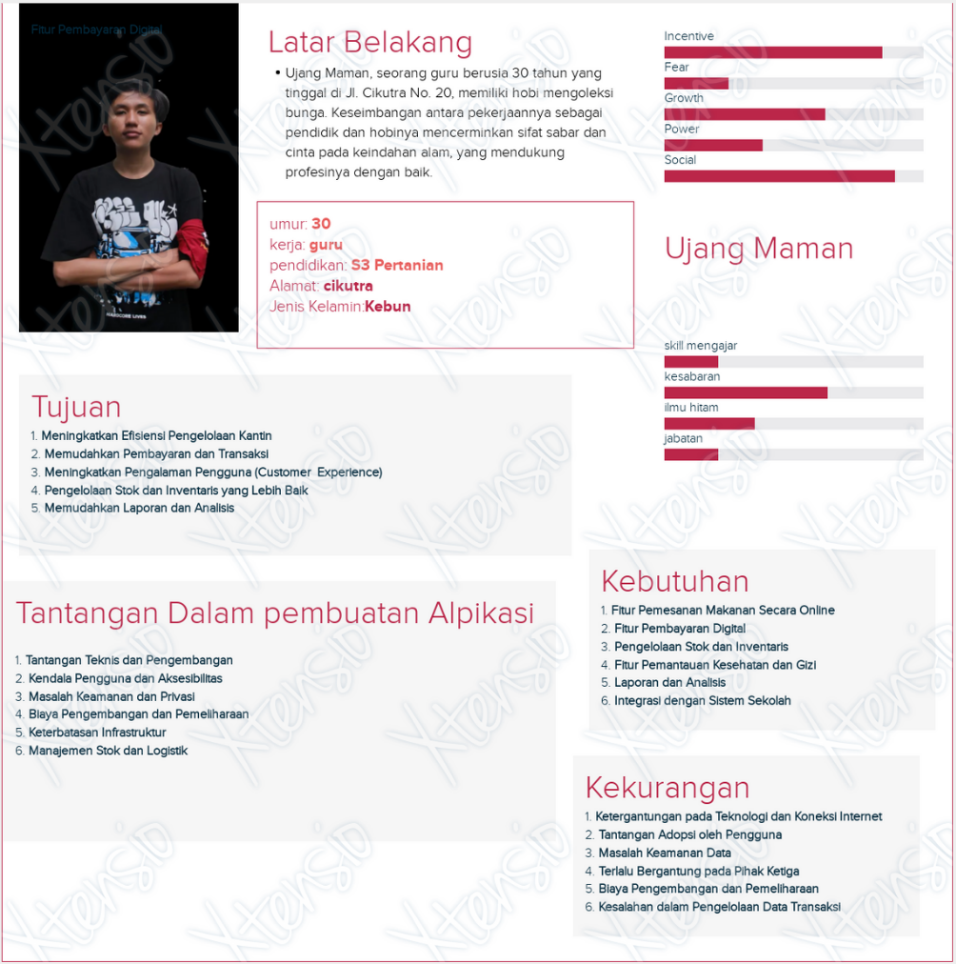 Fitur Pembayaran Digital
Latar Belakang
• Ujang Maman, seorang guru berusia 30 tahun yang
tinggal di Jl. Cikutra No. 20, memiliki hobi mengoleksi
bunga. Keseimbangan antara pekerjaannya sebagai
pendidik dan hobinya mencerminkan sifat sabar dan
cinta pada keindahan alam, yang mendukung
profesinya dengan baik.
umur: 30
kerja: guru
pendidikan: S3 Pertanian
Alamat: cikutra
Jenis Kelamin:Kebun
Incentive
Fear
Growth
Power
Social
Ujang Maman
skill mengajar
kesabaran
ilmu hitam
jabatan
Tujuan
1. Meningkatkan Efisiensi Pengelolaan Kantin
2. Memudahkan Pembayaran dan Transaksi
3. Meningkatkan Pengalaman Pengguna (Customer Experience)
4. Pengelolaan Stok dan Inventaris yang Lebih Baik
5. Memudahkan Laporan dan Analisis
Tantangan Dalam pembuatan Alpikasi
1. Tantangan Teknis dan Pengembangan
2. Kendala Pengguna dan Aksesibilitas
3. Masalah Keamanan dan Privasi
4. Biaya Pengembangan dan Pemeliharaan
5. Keterbatasan Infrastruktur
6. Manajemen Stok dan Logistik
Kebutuhan
1. Fitur Pemesanan Makanan Secara Online
2. Fitur Pembayaran Digital
3. Pengelolaan Stok dan Inventaris
4. Fitur Pemantauan Kesehatan dan Gizi
5. Laporan dan Analisis
6. Integrasi dengan Sistem Sekolah
Kekurangan
1. Ketergantungan pada Teknologi dan Koneksi Internet
2. Tantangan Adopsi oleh Pengguna
3. Masalah Keamanan Data
4. Terlalu Bergantung pada Pihak Ketiga
5. Biaya Pengembangan dan Pemeliharaan
6. Kesalahan dalam Pengelolaan Data Transaksi
HARDCORE LIVES
xtensio